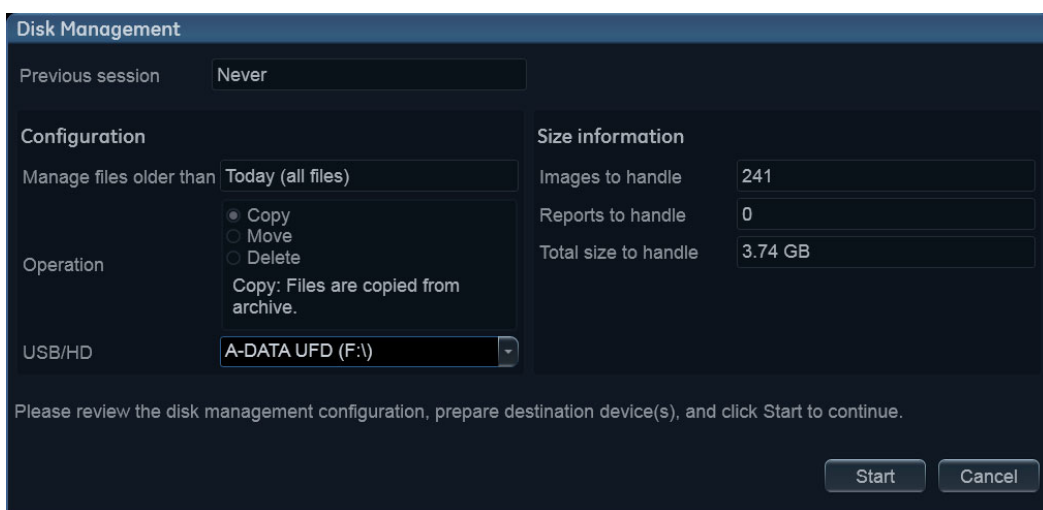 Disk Management
Previous session Never
Configuration
Manage files older than Today (all files)
Operation
Copy
Move
Delete
Copy: Files are copied from
archive.
USB/HD A-DATA UFD (F:\)
Size information
Images to handle 241
Reports to handle 0
Total size to handle 3.74 GB
Please review the disk management configuration, prepare destination device(s), and click Start to continue.
Start Cancel